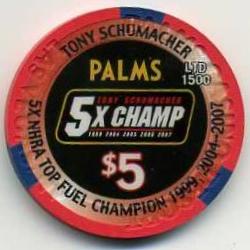 TONY SCHUMACHER
LTD
1500
PALMS
TONY SCHUMACHER
5X CHAMP
1999 2004 2005 2006 2007
$5
5X NHRA TOP FUEL CHAMPION 1999, 2004-2007